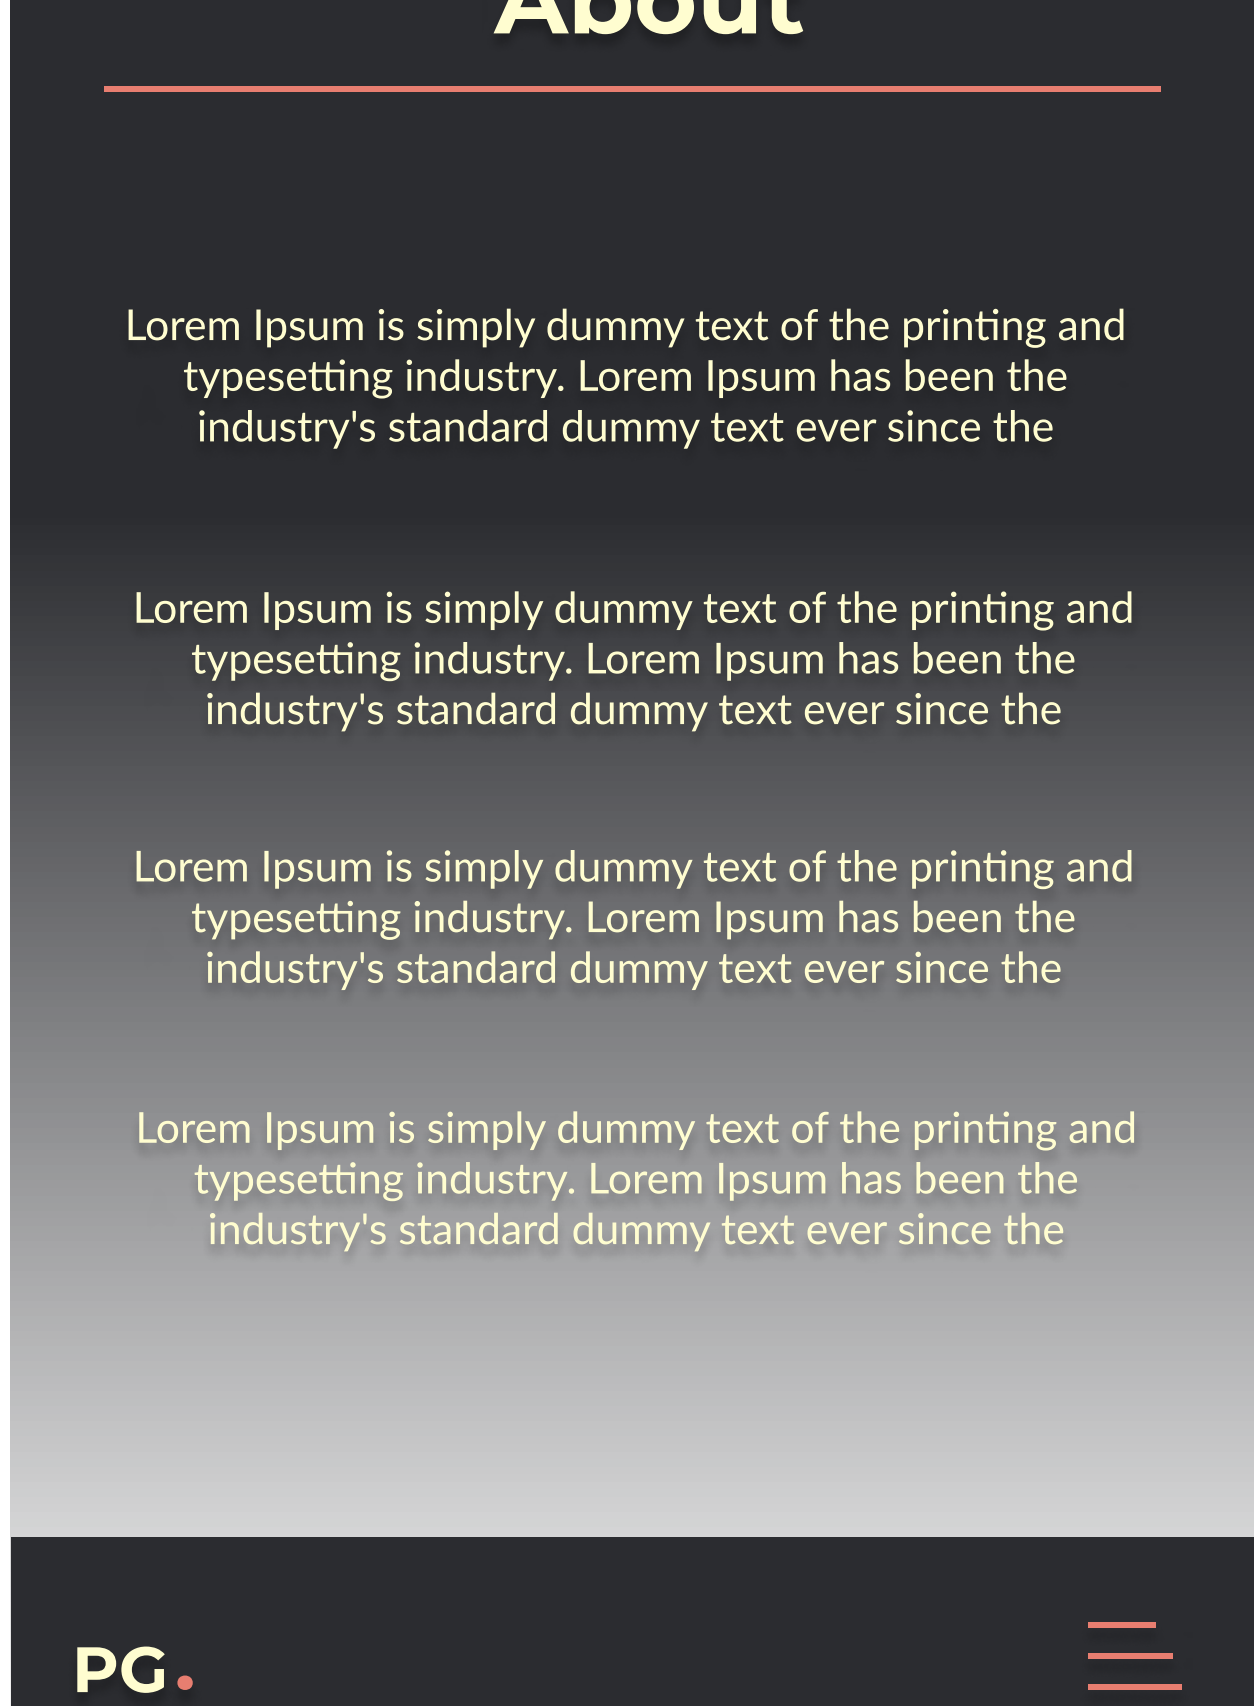 About
Lorem Ipsum is simply dummy text of the printing and
typesetting industry. Lorem Ipsum has been the
industry's standard dummy text ever since the
Lorem Ipsum is simply dummy text of the printing and
typesetting industry. Lorem Ipsum has been the
industry's standard dummy text ever since the
Lorem Ipsum is simply dummy text of the printing and
typesetting industry. Lorem Ipsum has been the
industry's standard dummy text ever since the
Lorem Ipsum is simply dummy text of the printing and
typesetting industry. Lorem Ipsum has been the
industry's standard dummy text ever since the
PG.